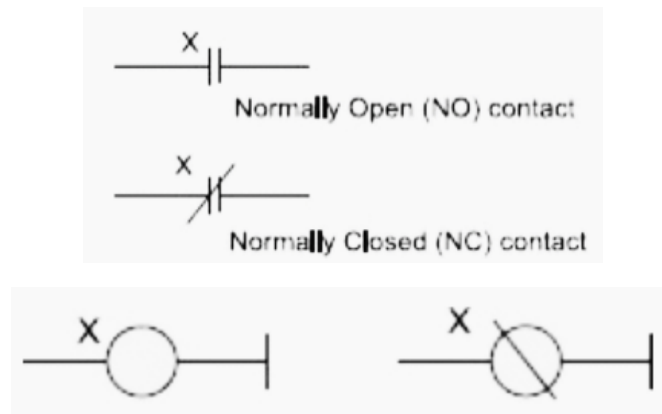 X
Normally Open (NO) contact
X
Normally Closed (NC) contact
X X